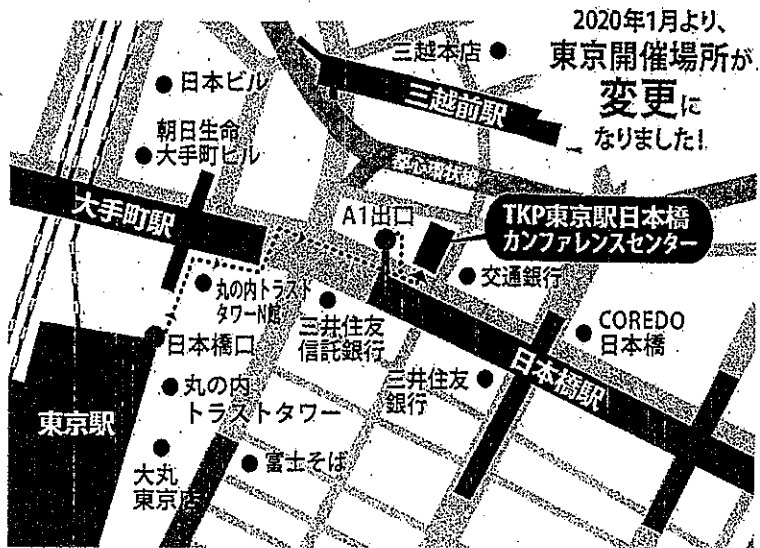 2020年1月より、
東京開催場所が
変更に
なりました!
三越本店
日本ビル
三越前駅
朝日生命
大手町ビル
都心環状線
大手町駅
A1出口
TKP東京駅日本橋
カンファレンスセンター
交通銀行
丸の内トラスト
タワーN館
三井住友
信託銀行
COREDO
日本橋
日本橋口
日本橋駅
三井住友
銀行
丸の内
トラストタワー
東京駅
富士そば
大丸
東京店